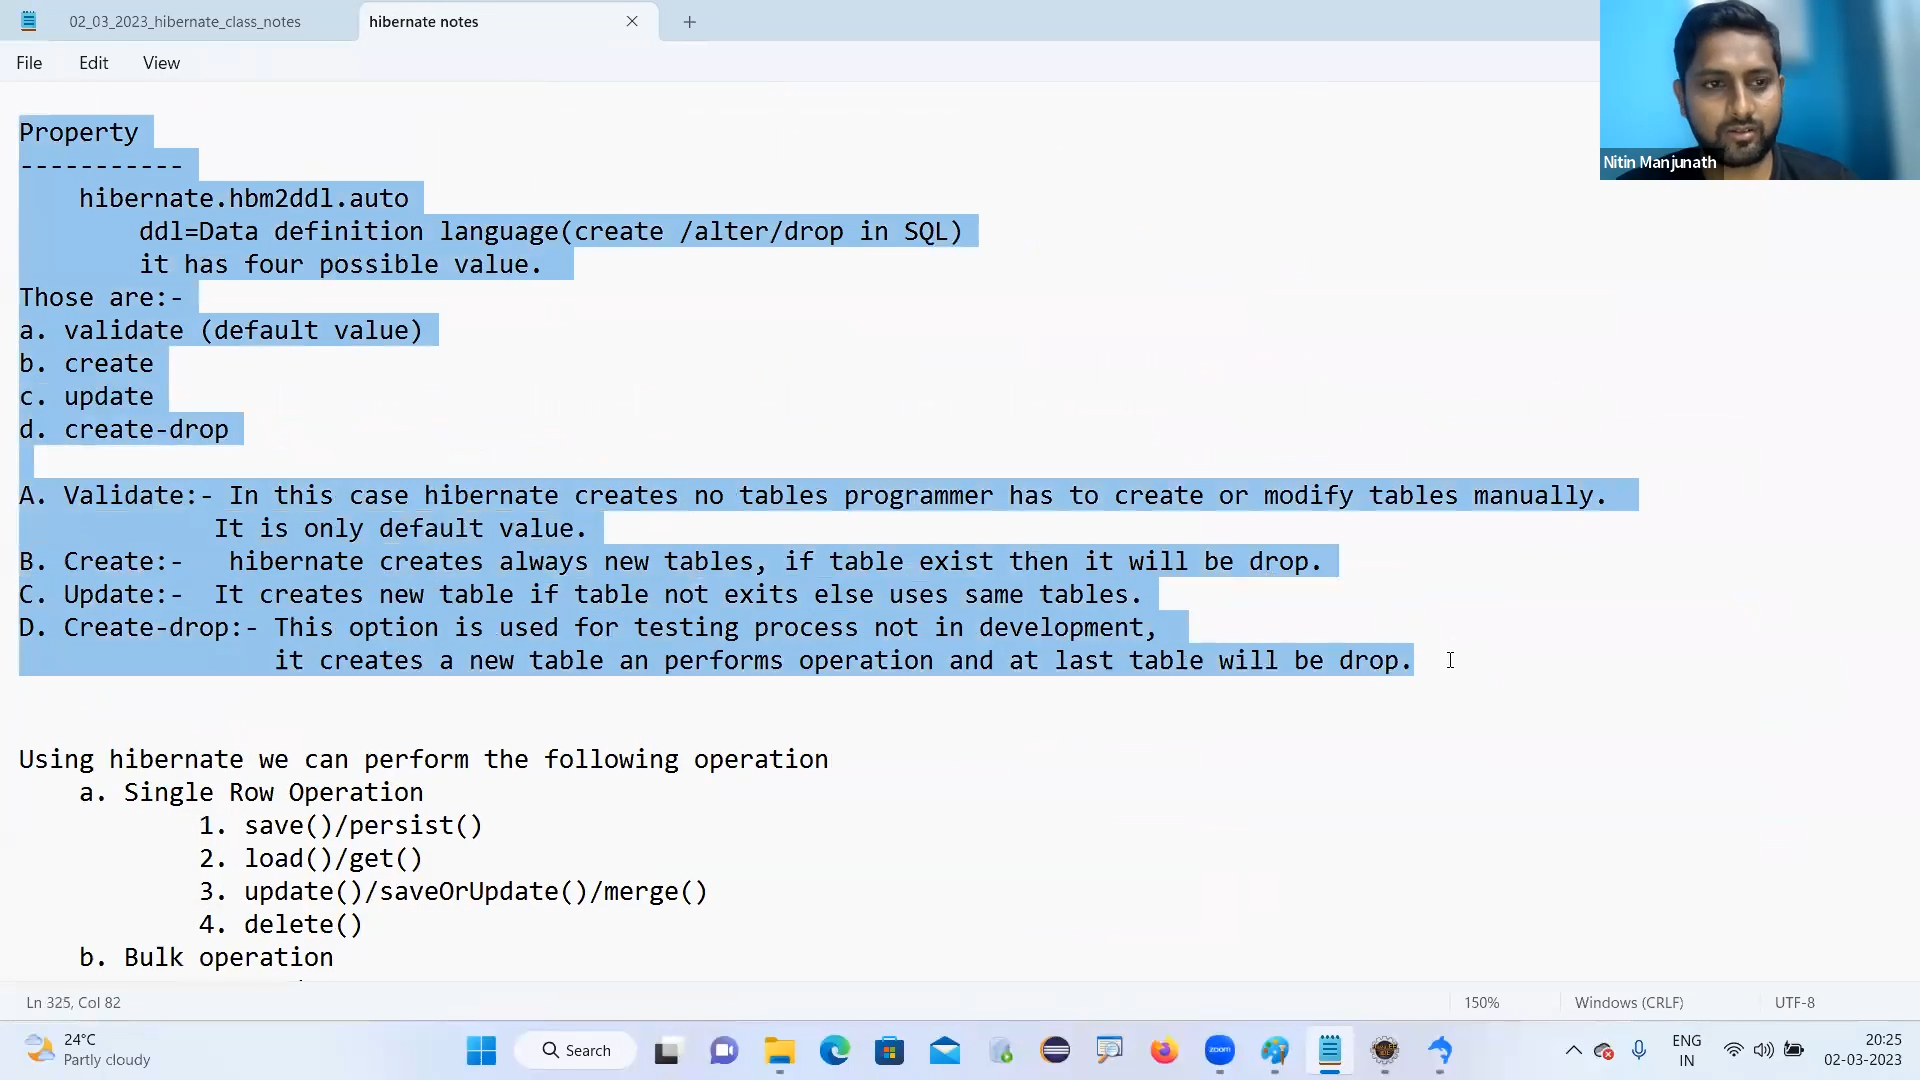 02_03_2023_hibernate_class_notes
hibernate notes
File Edit View
Nitin Manjunath
Property
-----------
hibernate.hbm2ddl.auto
ddl=Data definition language(create /alter/drop in SQL)
it has four possible value.
Those are:-
a. validate (default value)
b. create
c. update
d. create-drop
A. Validate:- In this case hibernate creates no tables programmer has to create or modify tables manually.
It is only default value.
B. Create:- hibernate creates always new tables, if table exist then it will be drop.
C. Update:- It creates new table if table not exits else uses same tables.
D. Create-drop:- This option is used for testing process not in development,
it creates a new table an performs operation and at last table will be drop.
Using hibernate we can perform the following operation
a. Single Row Operation
1. save()/persist()
2. load()/get()
3. update()/saveOrUpdate()/merge()
4. delete()
b. Bulk operation
Ln 325, Col 82
150%
Windows (CRLF)
UTF-8
24°C
Partly cloudy
Search
zoom
ENG
IN
20:25
02-03-2023